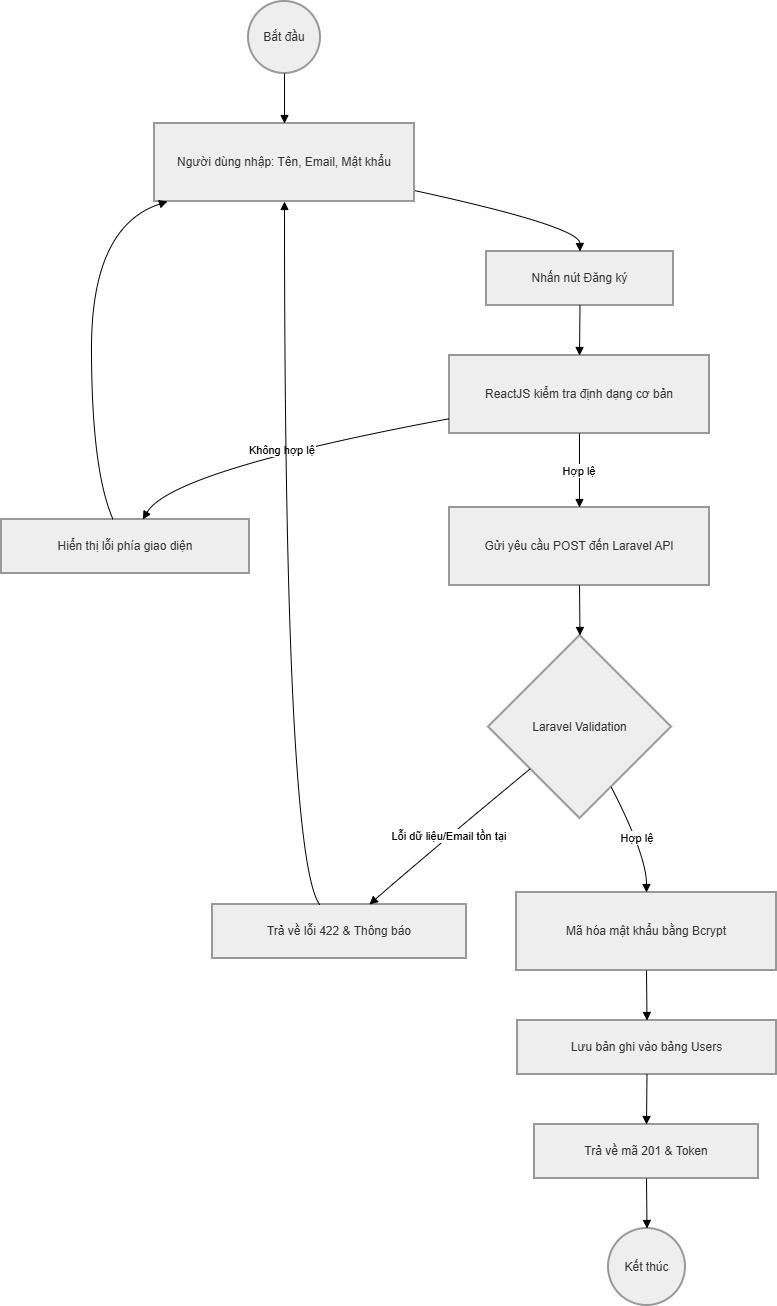 Bắt đầu
Người dùng nhập: Tên, Email, Mật khẩu
Nhấn nút Đăng ký
ReactJS kiểm tra định dạng cơ bản
Không hợp lệ
Hợp lệ
Hiển thị lỗi phía giao diện
Gửi yêu cầu POST đến Laravel API
Laravel Validation
Lỗi dữ liệu/Email tồn tại
Hợp lệ
Trả về lỗi 422 & Thông báo
Mã hóa mật khẩu bằng Bcrypt
Lưu bản ghi vào bảng Users
Trả về mã 201 & Token
Kết thúc